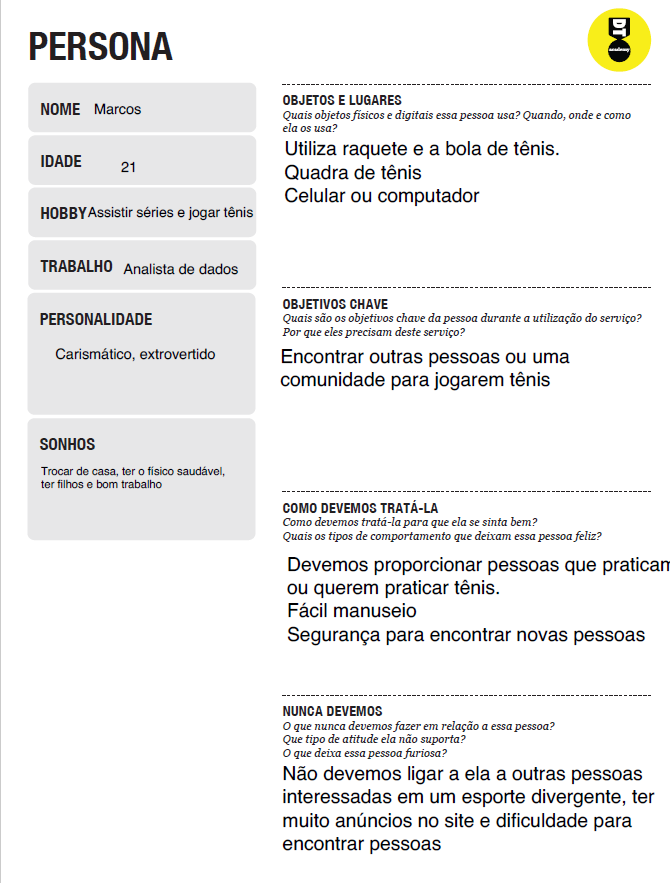 PERSONA
DT
academy
NOME Marcos
IDADE 21
HOBBY Assistir séries e jogar tênis
TRABALHO Analista de dados
PERSONALIDADE
Carismático, extrovertido
SONHOS
Trocar de casa, ter o físico saudável,
ter filhos e bom trabalho
OBJETOS E LUGARES
Quais objetos físicos e digitais essa pessoa usa? Quando, onde e como
ela os usa?
Utiliza raquete e a bola de tênis.
Quadra de tênis
Celular ou computador
OBJETIVOS CHAVE
Quais são os objetivos chave da pessoa durante a utilização do serviço?
Por que eles precisam deste serviço?
Encontrar outras pessoas ou uma
comunidade para jogarem tênis
COMO DEVEMOS TRATÁ-LA
Como devemos tratá-la para que ela se sinta bem?
Quais os tipos de comportamento que deixam essa pessoa feliz?
Devemos proporcionar pessoas que praticam
ou querem praticar tênis.
Fácil manuseio
Segurança para encontrar novas pessoas
NUNCA DEVEMOS
O que nunca devemos fazer em relação a essa pessoa?
Que tipo de atitude ela não suporta?
O que deixa essa pessoa furiosa?
Não devemos ligar a ela a outras pessoas
interessadas em um esporte divergente, ter
muito anúncios no site e dificuldade para
encontrar pessoas